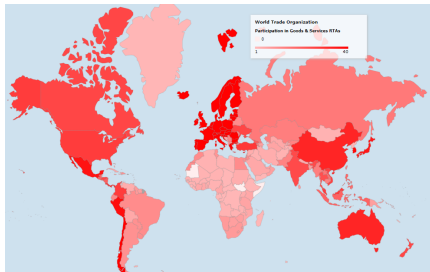 World Trade Organization
Participation in Goods & Services RTAs
0
1 40